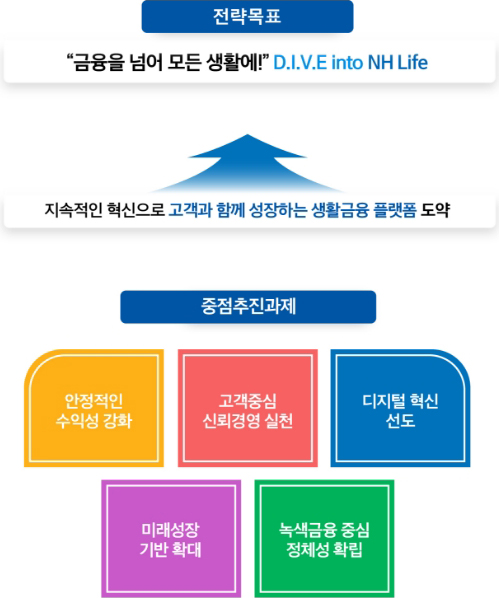 전략목표
“금융을 넘어 모든 생활에!” D.I.V.E into NH Life
지속적인 혁신으로 고객과 함께 성장하는 생활금융 플랫폼 도약
중점추진과제
안정적인
수익성 강화
고객중심
신뢰경영 실천
디지털 혁신
선도
미래성장
기반 확대
녹색금융 중심
정체성 확립